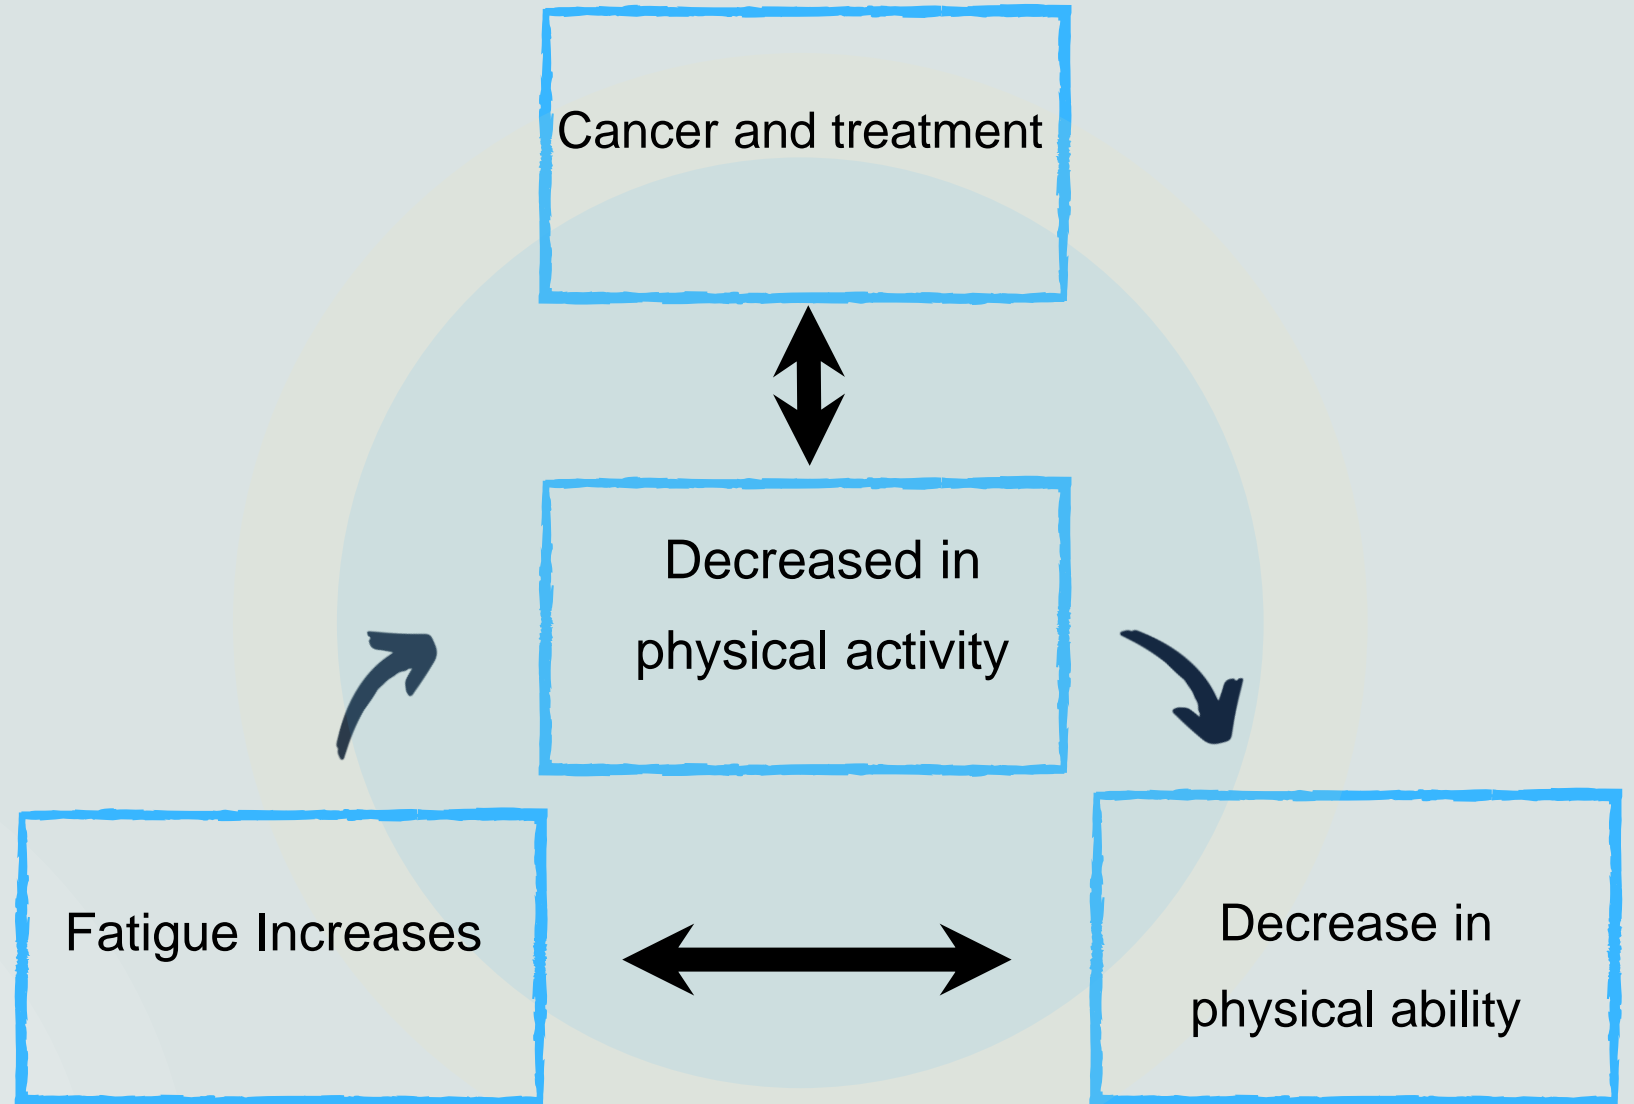 Cancer and treatment
Decreased in
physical activity
Fatigue Increases
Decrease in
physical ability